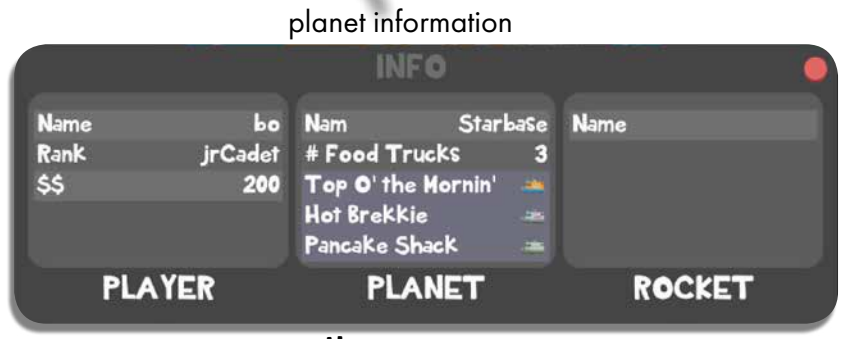 planet information
INFO
Name bo
Rank jrCadet
$$ 200
PLAYER
Nam Starbase
# Food Trucks 3
Top O' the Mornin'
Hot Brekkie
Pancake Shack
PLANET
Name
ROCKET